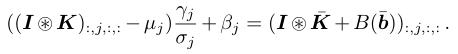 ((I ⊛ K)_{:,j,:,:} − μ_j) γ_j/σ_j + β_j = (I ⊛ K̄ + B(b̄))_{:,j,:,:} .